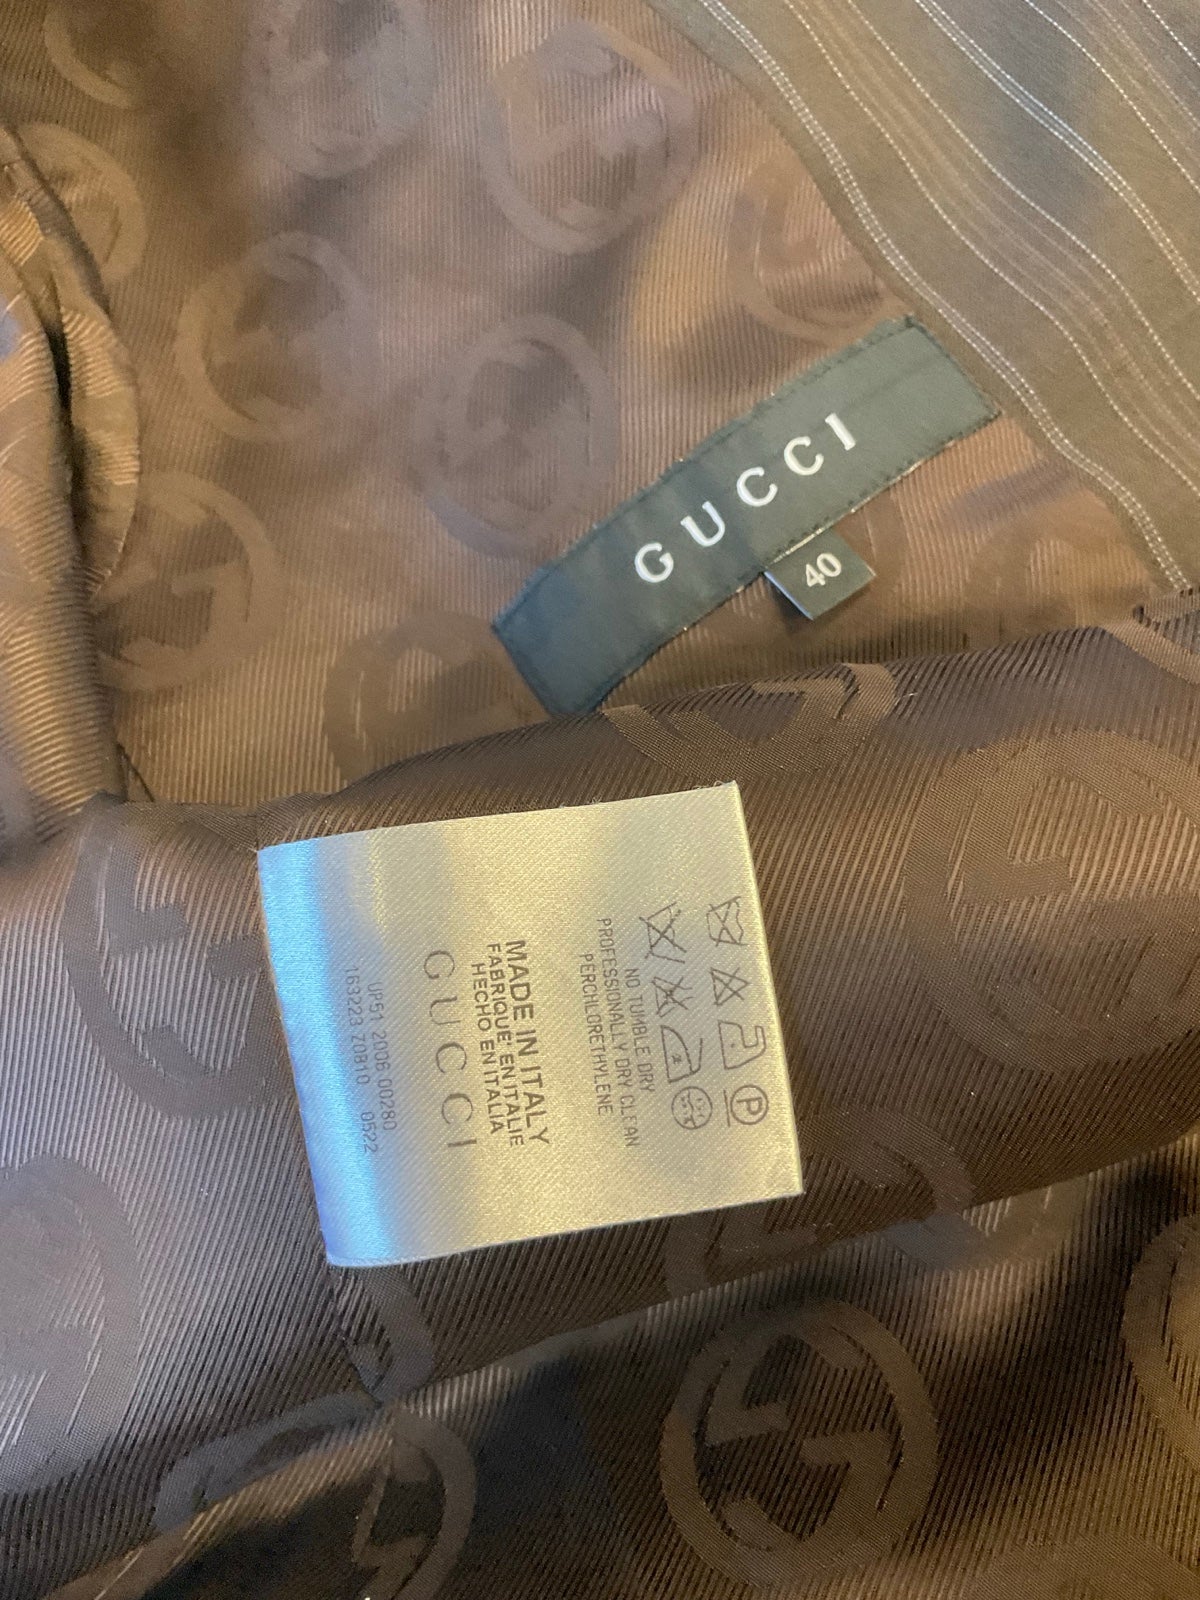 GUCCI
40
P
NO TUMBLE DRY
PROFESSIONALLY DRY CLEAN
PERCHLORETHYLENE
MADE IN ITALY
FABRIQUE' EN ITALIE
HECHO EN ITALIA
GUCCI
UP51 2006 00280
163223 Z0810 0522